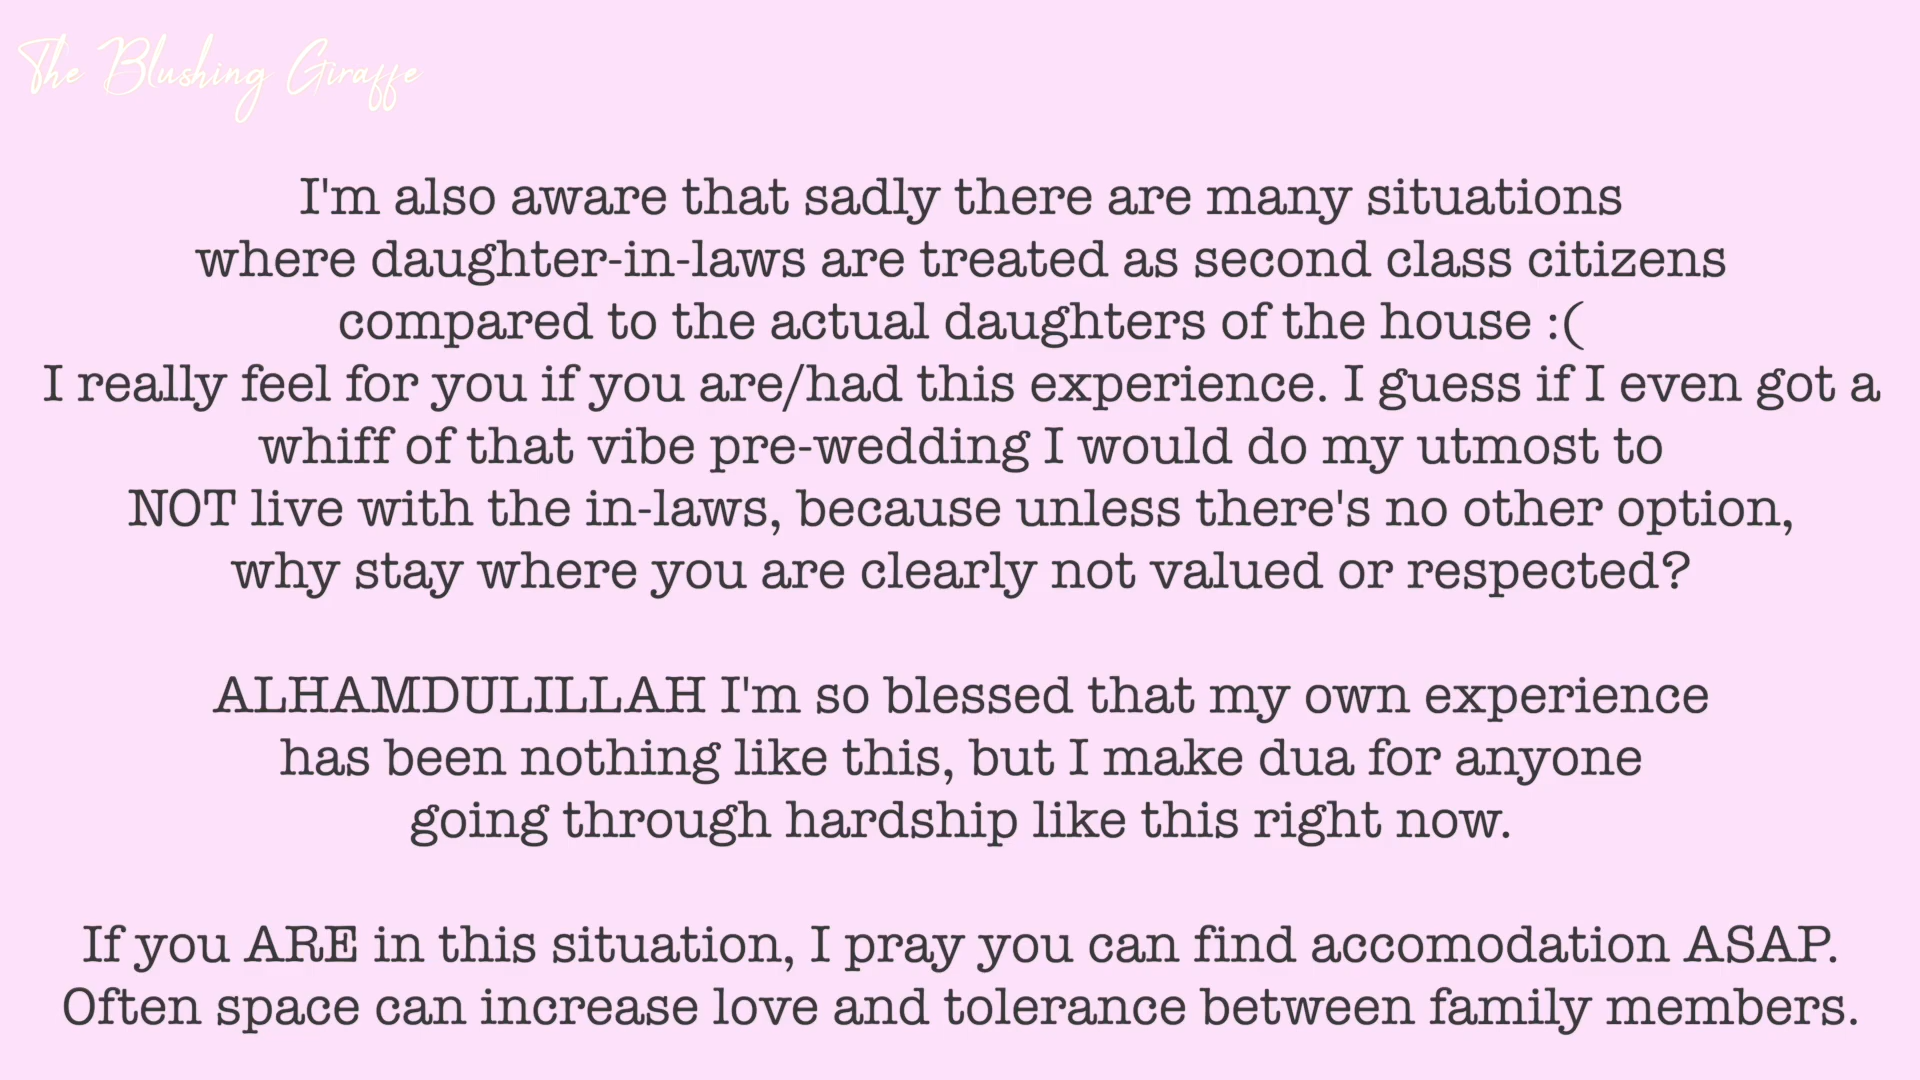 The Blushing Giraffe
I'm also aware that sadly there are many situations
where daughter-in-laws are treated as second class citizens
compared to the actual daughters of the house :(
I really feel for you if you are/had this experience. I guess if I even got a
whiff of that vibe pre-wedding I would do my utmost to
NOT live with the in-laws, because unless there's no other option,
why stay where you are clearly not valued or respected?
ALHAMDULILLAH I'm so blessed that my own experience
has been nothing like this, but I make dua for anyone
going through hardship like this right now.
If you ARE in this situation, I pray you can find accomodation ASAP.
Often space can increase love and tolerance between family members.